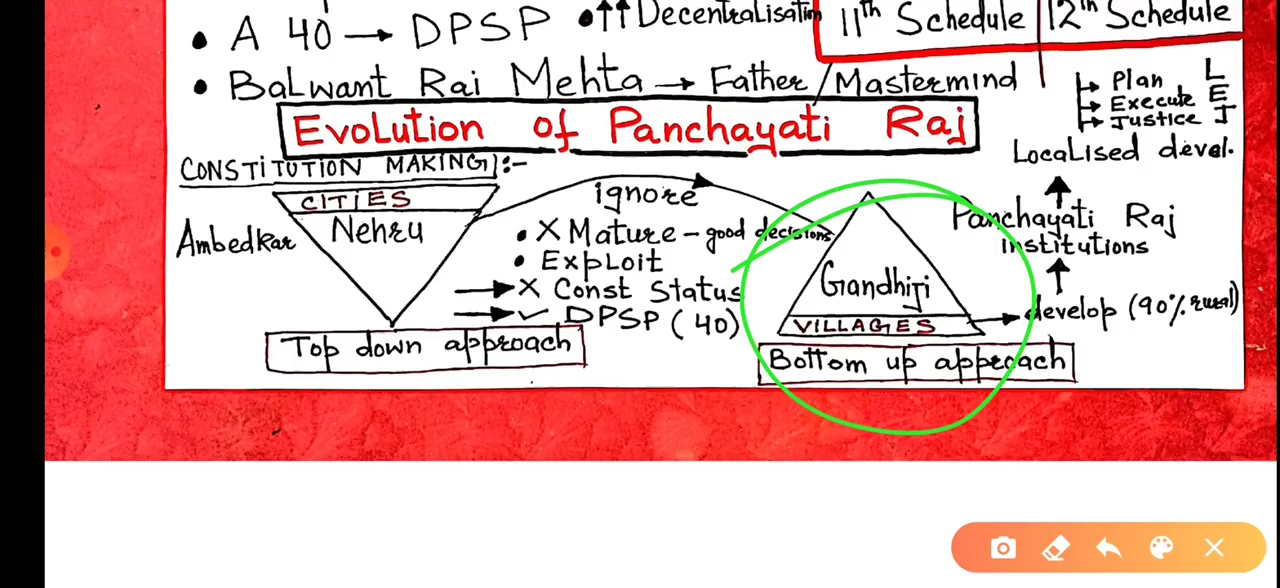 • A 40 → DPSP •↑↑ Decentralisation
11th Schedule | 12th Schedule
• Balwant Rai Mehta → Father/Mastermind
→ Plan L
→ Execute E
→ Justice J
Evolution of Panchayati Raj
Localised devel.
CONSTITUTION MAKING:-
CITIES
Nehru
Ambedkar
Top down approach
ignore
• X Mature - good decisions
• Exploit
→ X Const Status
→ ✓ DPSP (40)
Gandhiji
VILLAGES
Bottom up approach
Panchayati Raj
institutions
→ develop (90% rural)